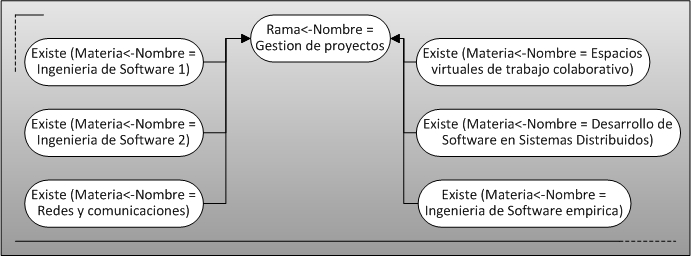 Rama<-Nombre =
Gestion de proyectos
Existe (Materia<-Nombre =
Ingenieria de Software 1)
Existe (Materia<-Nombre =
Ingenieria de Software 2)
Existe (Materia<-Nombre =
Redes y comunicaciones)
Existe (Materia<-Nombre = Espacios
virtuales de trabajo colaborativo)
Existe (Materia<-Nombre = Desarrollo de
Software en Sistemas Distribuidos)
Existe (Materia<-Nombre =
Ingenieria de Software empirica)